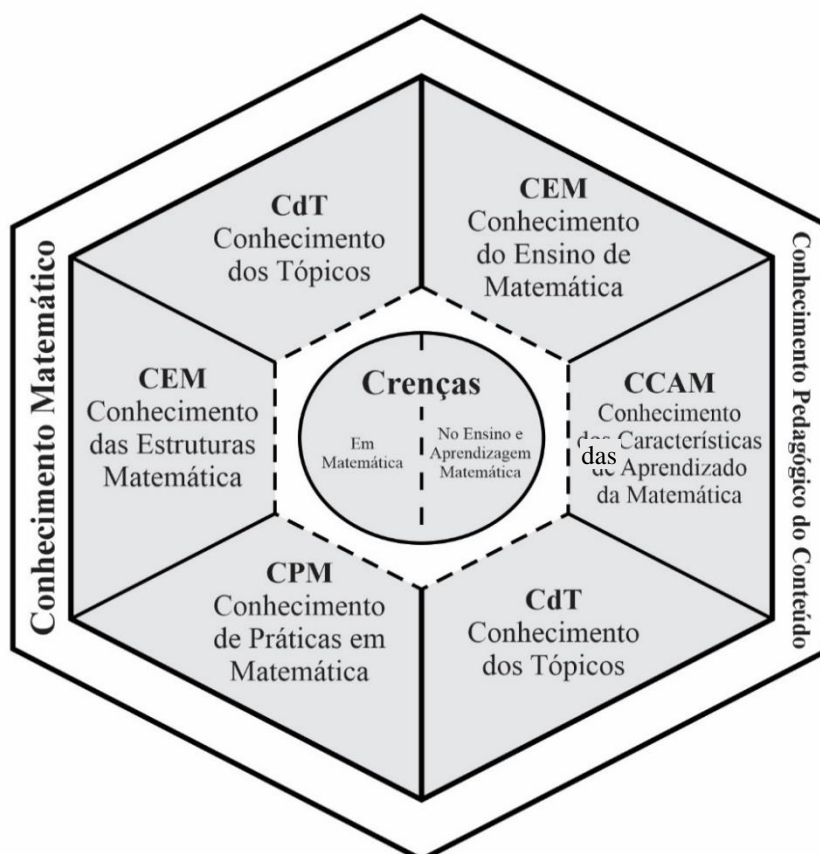 Conhecimento Matemático
CdT
Conhecimento
dos Tópicos
CEM
Conhecimento
do Ensino de
Matemática
CEM
Conhecimento
das Estruturas
Matemática
Crenças
Em
Matemática
No Ensino e
Aprendizagem
Matemática
CCAM
Conhecimento
das Características
de Aprendizado
da Matemática
CPM
Conhecimento
de Práticas em
Matemática
CdT
Conhecimento
dos Tópicos
Conhecimento Pedagógico do Conteúdo